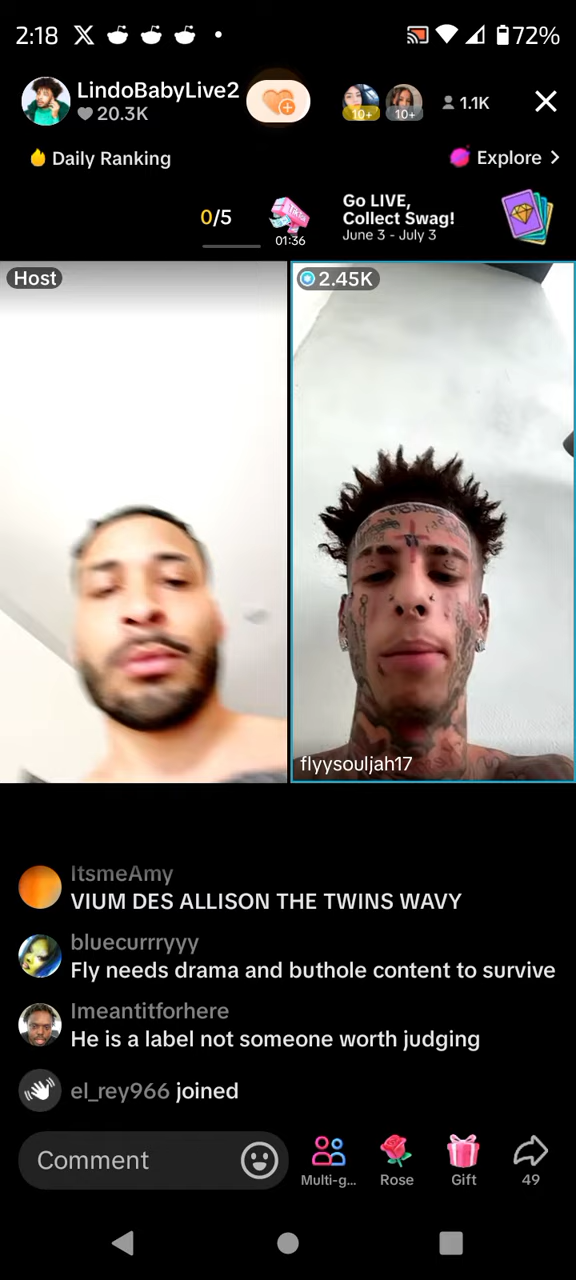 2:18
72%
LindoBabyLive2
20.3K
10+
10+
1.1K
Daily Ranking
Explore >
0/5
01:36
Go LIVE,
Collect Swag!
June 3 - July 3
Host
2.45K
flyysouljah17
ItsmeAmy
VIUM DES ALLISON THE TWINS WAVY
bluecurrryyy
Fly needs drama and buthole content to survive
Imeantitforhere
He is a label not someone worth judging
el_rey966 joined
Comment
Multi-g...
Rose
Gift
49